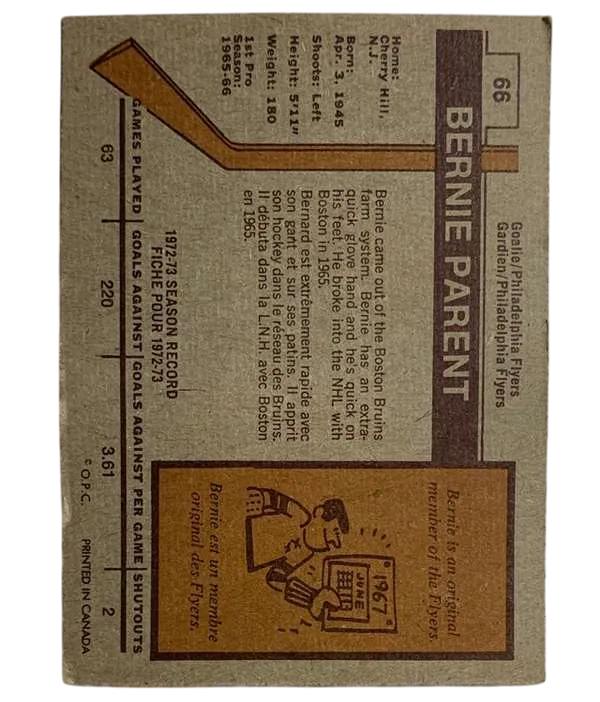 66
BERNIE PARENT
Goalie/Philadelphia Flyers
Gardien/Philadelphia Flyers
Home:
Cherry Hill,
N.J.
Born:
Apr. 3, 1945
Shoots: Left
Height: 5'11"
Weight: 180
1st Pro
Season:
1965-66
Bernie came out of the Boston Bruins
farm system. Bernie has an extra-
quick glove hand and he's quick on
his feet. He broke into the NHL with
Boston in 1965.
Bernard est extrêmement rapide avec
son gant et sur ses patins. Il apprit
son hockey dans le réseau des Bruins.
Il débuta dans la L.N.H. avec Boston
en 1965.
Bernie is an original
member of the Flyers.
1967
JUNE
Bernie est un membre
original des Flyers.
1972-73 SEASON RECORD
FICHE POUR 1972-73
GAMES PLAYED GOALS AGAINST GOALS AGAINST PER GAME SHUTOUTS
63 220 3.61 2
© O.P.C. PRINTED IN CANADA